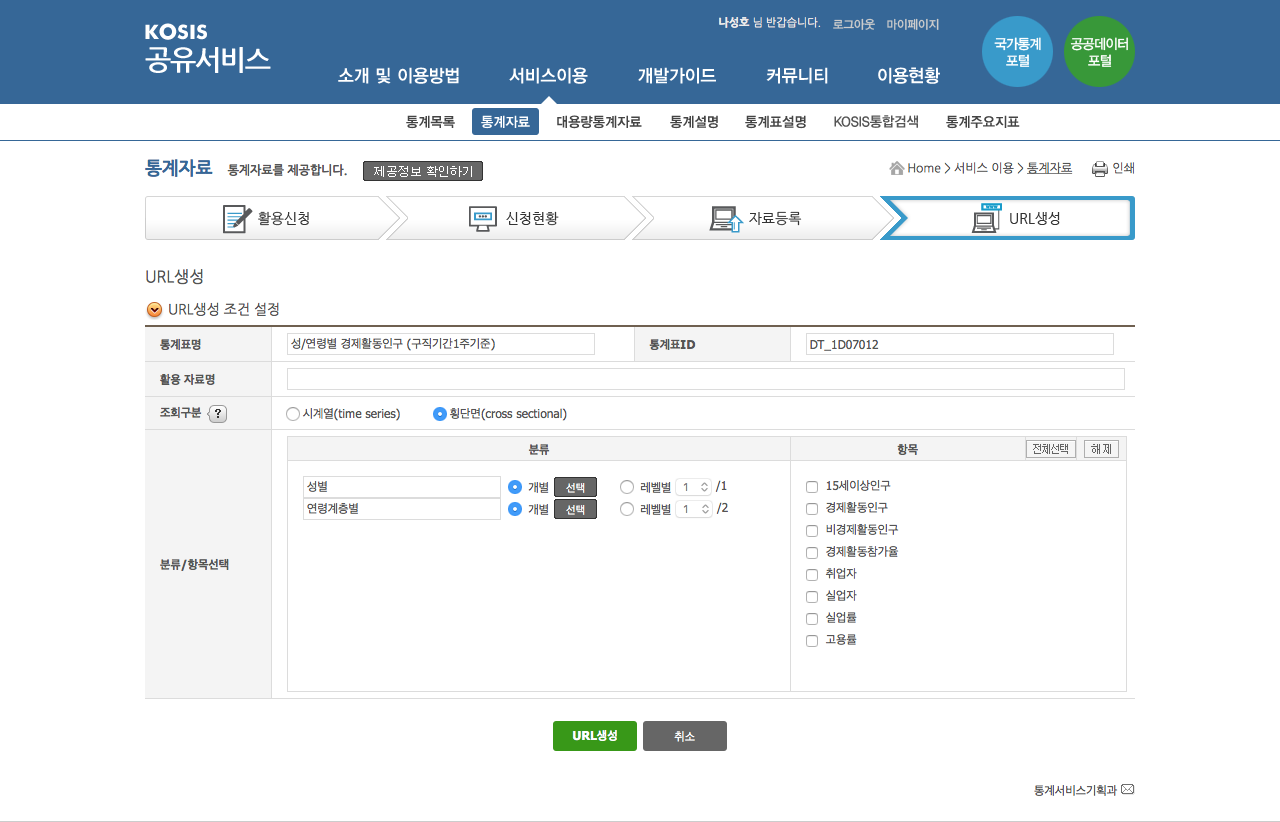 나성호 님 반갑습니다. 로그아웃 마이페이지
KOSIS
공유서비스
국가통계
포털
공공데이터
포털
소개 및 이용방법 서비스이용 개발가이드 커뮤니티 이용현황
통계목록 통계자료 대용량통계자료 통계설명 통계표설명 KOSIS통합검색 통계주요지표
통계자료 통계자료를 제공합니다. 제공정보 확인하기 Home > 서비스 이용 > 통계자료 인쇄
활용신청 신청현황 자료등록 URL생성
URL생성
URL생성 조건 설정
통계표명 성/연령별 경제활동인구 (구직기간1주기준) 통계표ID DT_1D07012
활용 자료명
조회구분 ? 시계열(time series) 횡단면(cross sectional)
분류/항목선택
분류 항목 전체선택 해제
성별 개별 선택 레벨별 1 /1
연령계층별 개별 선택 레벨별 1 /2
15세이상인구
경제활동인구
비경제활동인구
경제활동참가율
취업자
실업자
실업률
고용률
URL생성 취소
통계서비스기획과